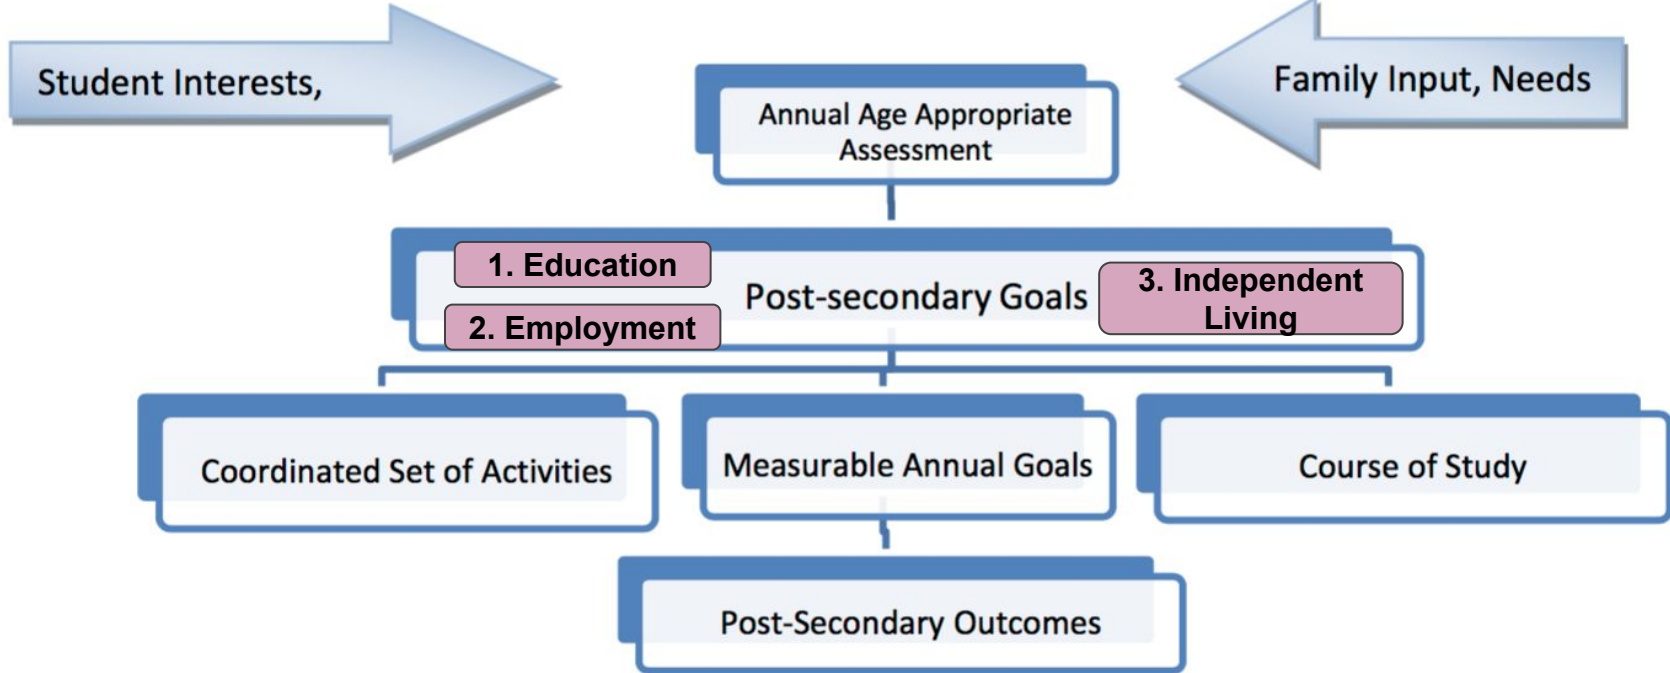 Student Interests,
Family Input, Needs
Annual Age Appropriate
Assessment
1. Education
2. Employment
Post-secondary Goals
3. Independent
Living
Coordinated Set of Activities
Measurable Annual Goals
Course of Study
Post-Secondary Outcomes